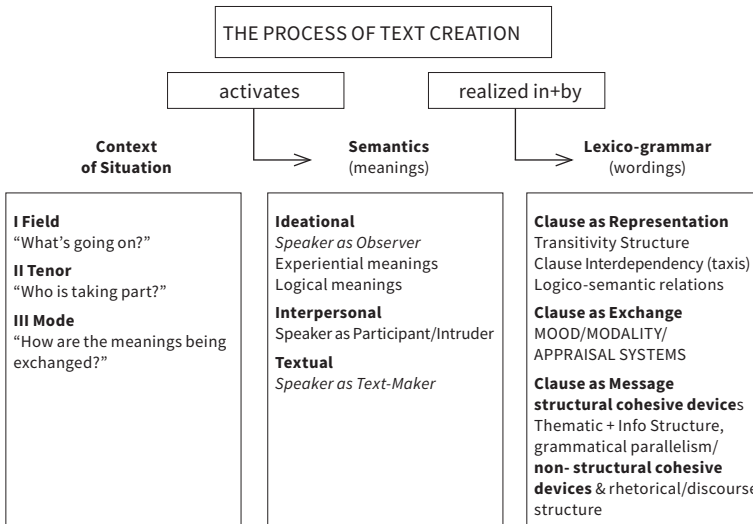 THE PROCESS OF TEXT CREATION
activates
realized in+by
Context
of Situation
Semantics
(meanings)
Lexico-grammar
(wordings)
I Field
“What’s going on?”
II Tenor
“Who is taking part?”
III Mode
“How are the meanings being
exchanged?”
Ideational
Speaker as Observer
Experiential meanings
Logical meanings
Interpersonal
Speaker as Participant/Intruder
Textual
Speaker as Text-Maker
Clause as Representation
Transitivity Structure
Clause Interdependency (taxis)
Logico-semantic relations
Clause as Exchange
MOOD/MODALITY/
APPRAISAL SYSTEMS
Clause as Message
structural cohesive devices
Thematic + Info Structure,
grammatical parallelism/
non- structural cohesive
devices & rhetorical/discourse
structure